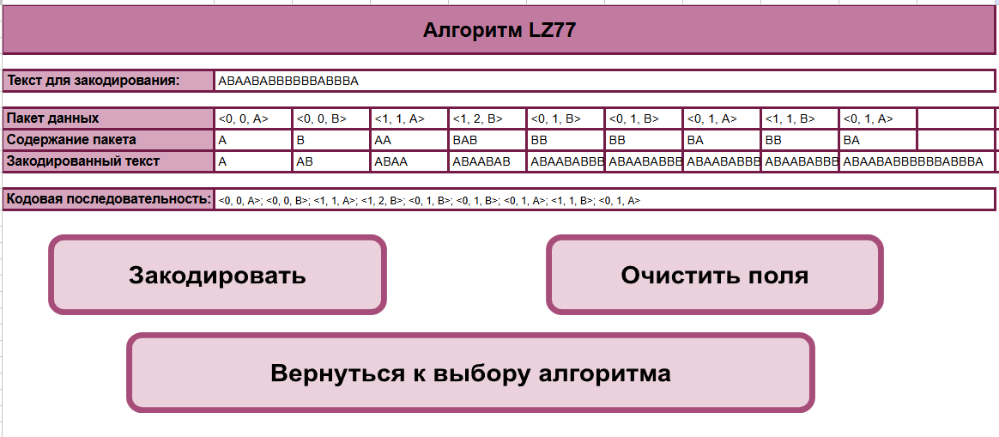 Алгоритм LZ77
Текст для закодирования: ABAABABBBBBBABBBA
Пакет данных <0, 0, A> <0, 0, B> <1, 1, A> <1, 2, B> <0, 1, B> <0, 1, B> <0, 1, A> <1, 1, B> <0, 1, A>
Содержание пакета A B AA BAB BB BB BA BB BA
Закодированный текст A AB ABAA ABAABAB ABAABABBB ABAABABBB ABAABABBB ABAABABBB ABAABABBBBBBABBBA
Кодовая последовательность: <0, 0, A>; <0, 0, B>; <1, 1, A>; <1, 2, B>; <0, 1, B>; <0, 1, B>; <0, 1, A>; <1, 1, B>; <0, 1, A>
Закодировать Очистить поля
Вернуться к выбору алгоритма